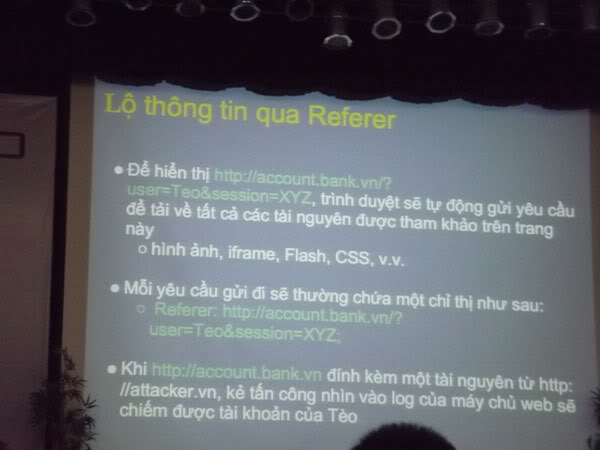 Lộ thông tin qua Referer
● Để hiển thị http://account.bank.vn/?
user=Teo&session=XYZ, trình duyệt sẽ tự động gửi yêu cầu
để tải về tất cả các tài nguyên được tham khảo trên trang
này
○ hình ảnh, iframe, Flash, CSS, v.v.
● Mỗi yêu cầu gửi đi sẽ thường chứa một chỉ thị như sau:
○ Referer: http://account.bank.vn/?
user=Teo&session=XYZ;
● Khi http://account.bank.vn đính kèm một tài nguyên từ http:
//attacker.vn, kẻ tấn công nhìn vào log của máy chủ web sẽ
chiếm được tài khoản của Tèo